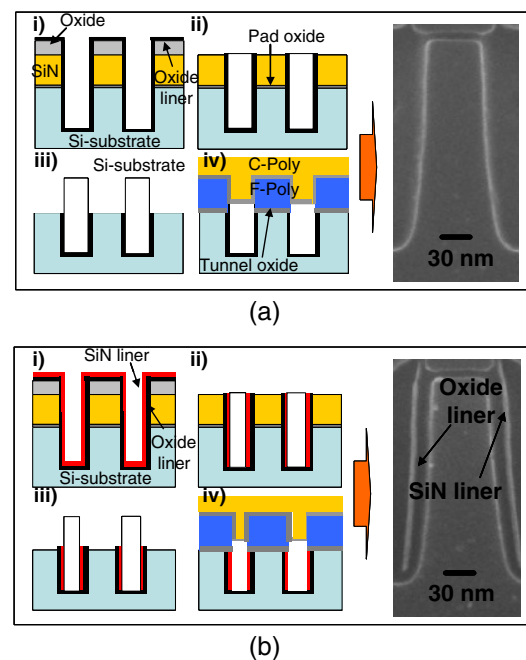 i)
Oxide
SiN
Oxide liner
Si-substrate
ii)
Pad oxide
iii)
Si-substrate
iv)
C-Poly
F-Poly
Tunnel oxide
30 nm
(a)
i)
SiN liner
Oxide liner
Si-substrate
ii)
iii)
iv)
Oxide
liner
SiN liner
30 nm
(b)